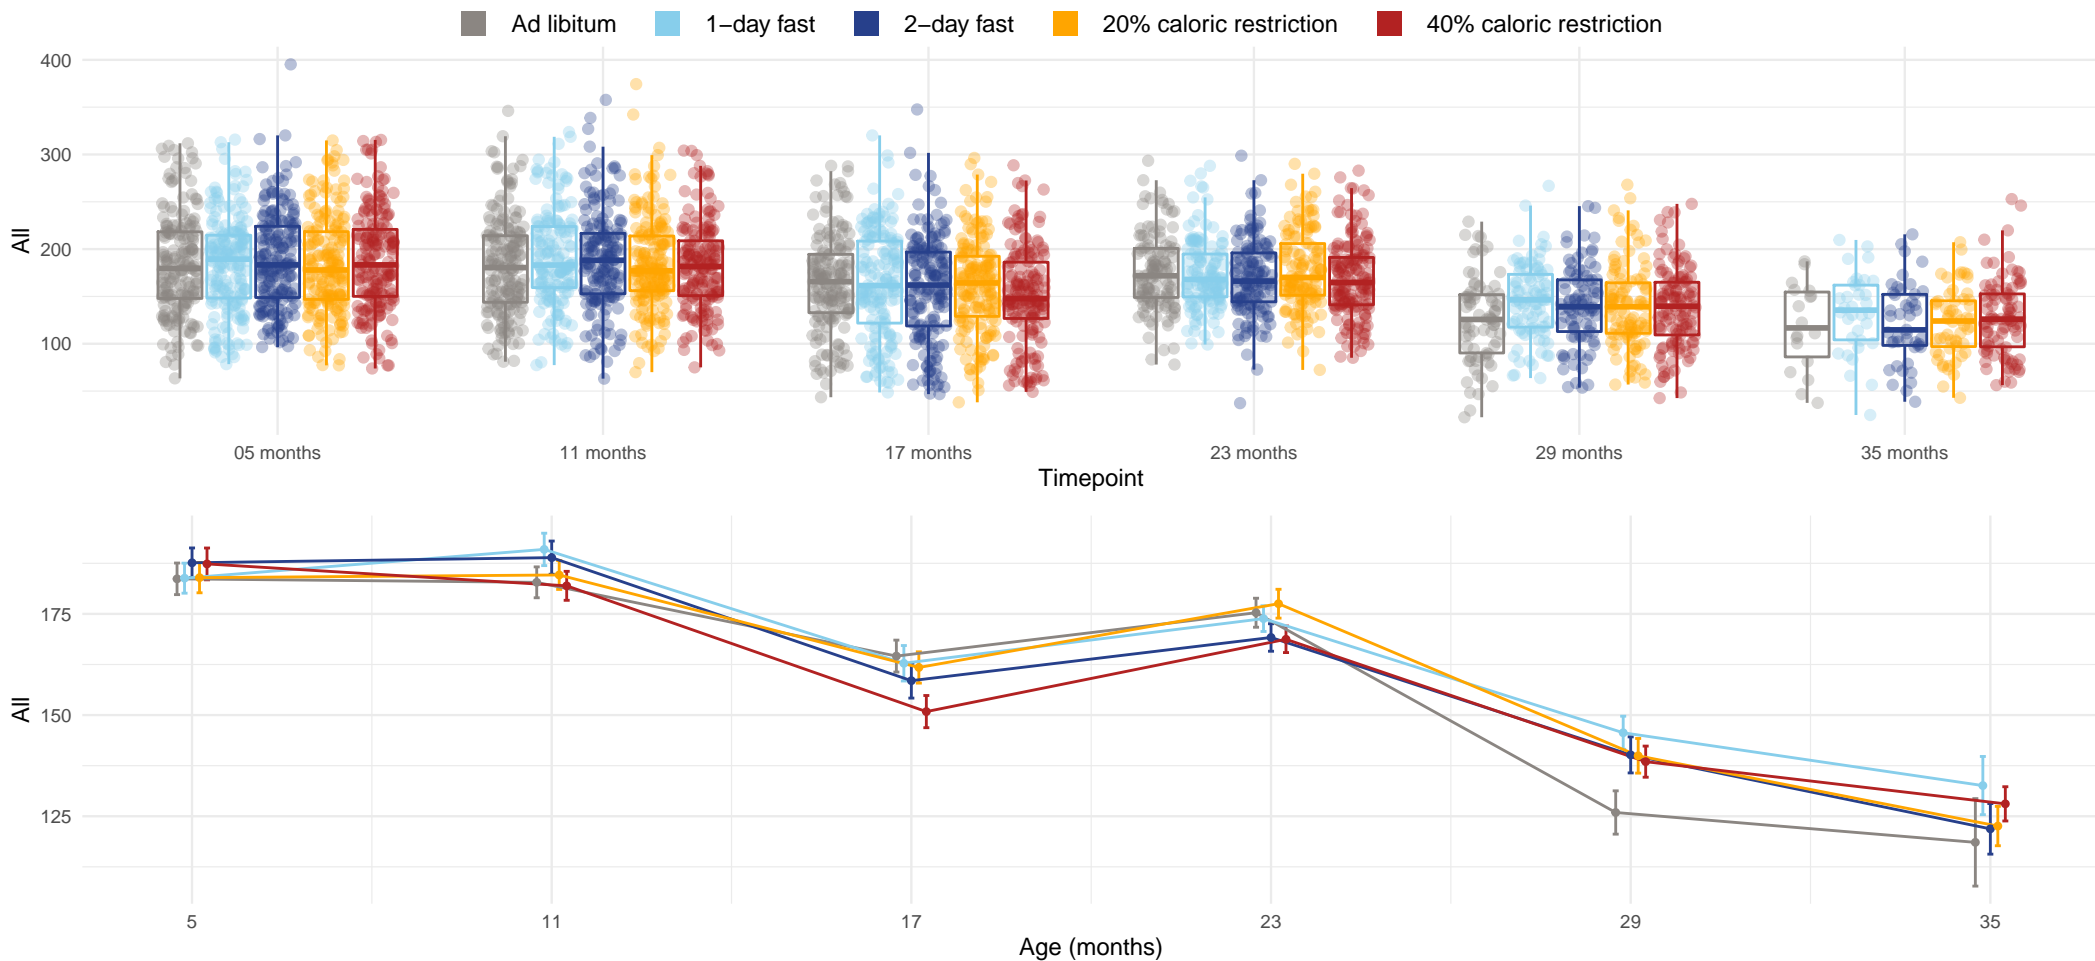 Ad libitum 1−day fast 2−day fast 20% caloric restriction 40% caloric restriction
400
300
200
100
All
05 months 11 months 17 months 23 months 29 months 35 months
Timepoint
175
150
125
All
5 11 17 23 29 35
Age (months)